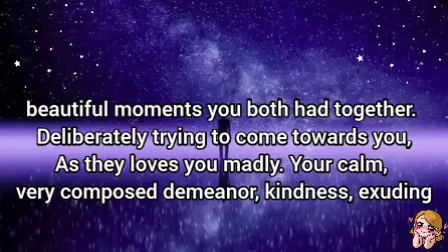 beautiful moments you both had together.
Deliberately trying to come towards you,
As they loves you madly. Your calm,
very composed demeanor, kindness, exuding